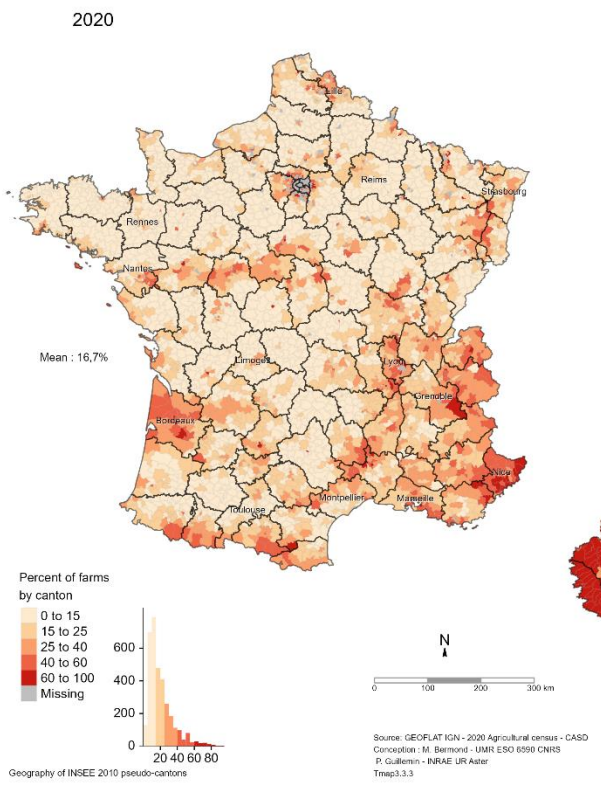 2020
Lille
Reims
Strasbourg
Rennes
Nantes
Mean : 16,7%
Limoges
Lyon
Grenoble
Bordeaux
Nice
Montpellier
Marseille
Toulouse
Percent of farms
by canton
0 to 15
15 to 25
25 to 40
40 to 60
60 to 100
Missing
600
400
200
0
20 40 60 80
N
0 100 200 300 km
Source: GEOFLAT IGN - 2020 Agricultural census - CASD
Conception : M. Bermond - UMR ESO 6590 CNRS
P. Guillemin - INRAE UR Aster
Tmap3.3.3
Geography of INSEE 2010 pseudo-cantons